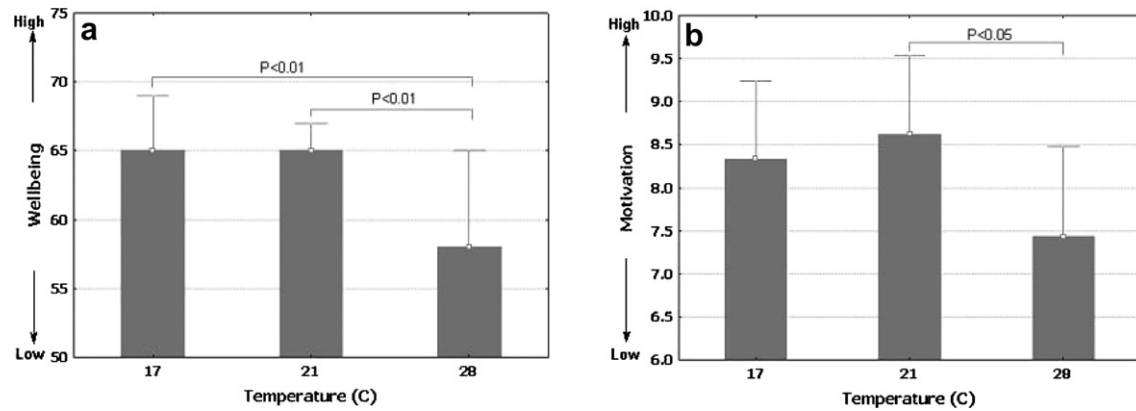 a
High
Wellbeing
Low
75
70
65
60
55
50
P<0.01
P<0.01
17 21 28
Temperature (C)
b
High
Motivation
Low
10.0
9.5
9.0
8.5
8.0
7.5
7.0
6.5
6.0
P<0.05
17 21 28
Temperature (C)